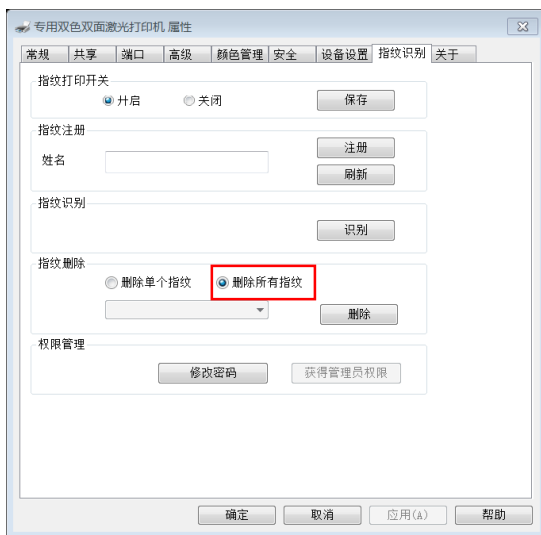 专用双色双面激光打印机 属性
常规 共享 端口 高级 颜色管理 安全 设备设置 指纹识别 关于
指纹打印开关
廾启 关闭 保存
指纹注册
姓名 注册
刷新
指纹识别
识别
指纹删除
删除单个指纹 删除所有指纹
删除
权限管理
修改密码 获得管理员权限
确定 取消 应用(A) 帮助